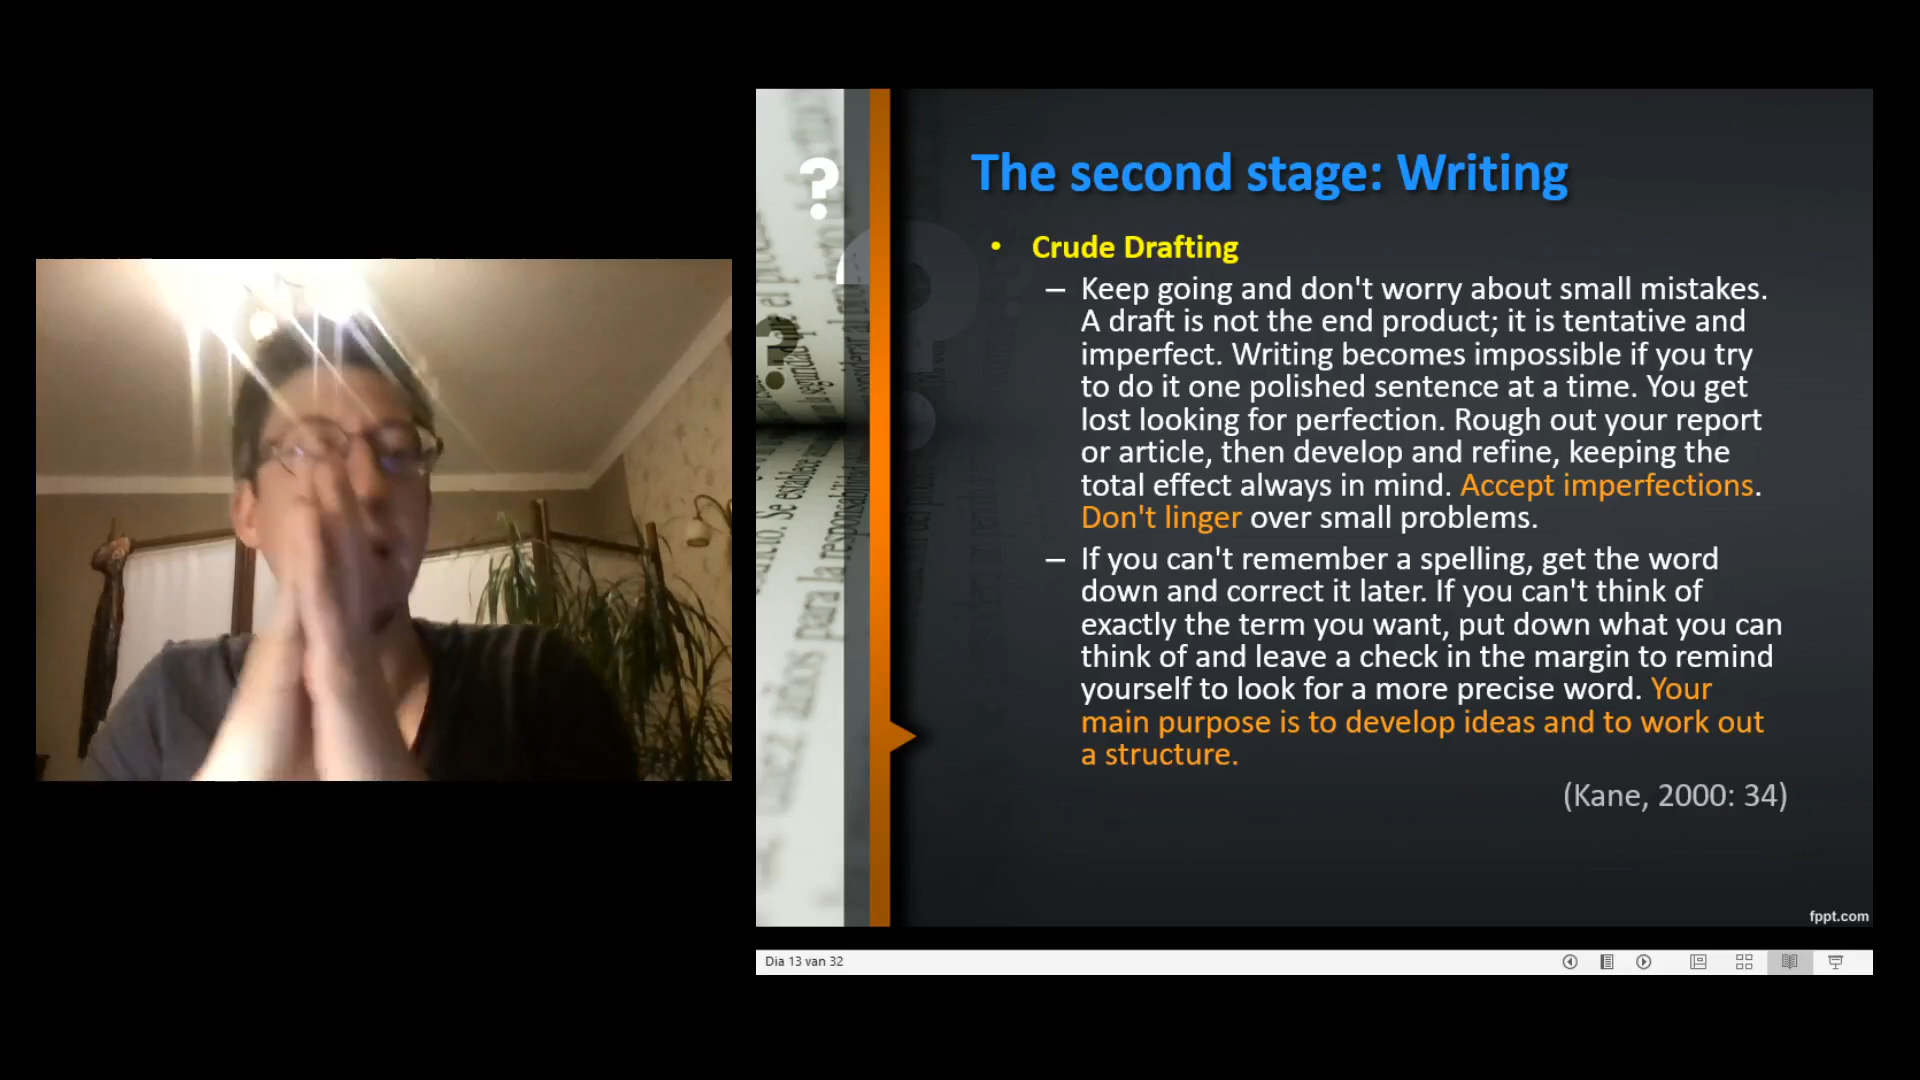 The second stage: Writing
• Crude Drafting
– Keep going and don't worry about small mistakes.
A draft is not the end product; it is tentative and
imperfect. Writing becomes impossible if you try
to do it one polished sentence at a time. You get
lost looking for perfection. Rough out your report
or article, then develop and refine, keeping the
total effect always in mind. Accept imperfections.
Don't linger over small problems.
– If you can't remember a spelling, get the word
down and correct it later. If you can't think of
exactly the term you want, put down what you can
think of and leave a check in the margin to remind
yourself to look for a more precise word. Your
main purpose is to develop ideas and to work out
a structure.
(Kane, 2000: 34)
fppt.com
Dia 13 van 32
?
?
Se establece
para la responsabilidad
años